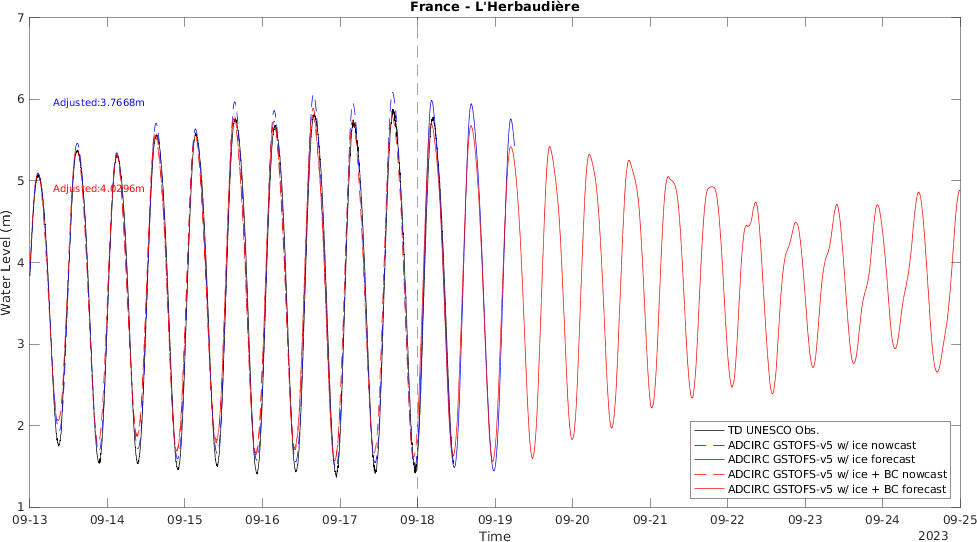 France - L'Herbaudière
7
6
5
4
3
2
1
Water Level (m)
Adjusted:3.7668m
Adjusted:4.0296m
TD UNESCO Obs.
ADCIRC GSTOFS-v5 w/ ice nowcast
ADCIRC GSTOFS-v5 w/ ice forecast
ADCIRC GSTOFS-v5 w/ ice + BC nowcast
ADCIRC GSTOFS-v5 w/ ice + BC forecast
09-13 09-14 09-15 09-16 09-17 09-18 09-19 09-20 09-21 09-22 09-23 09-24 09-25
Time
2023